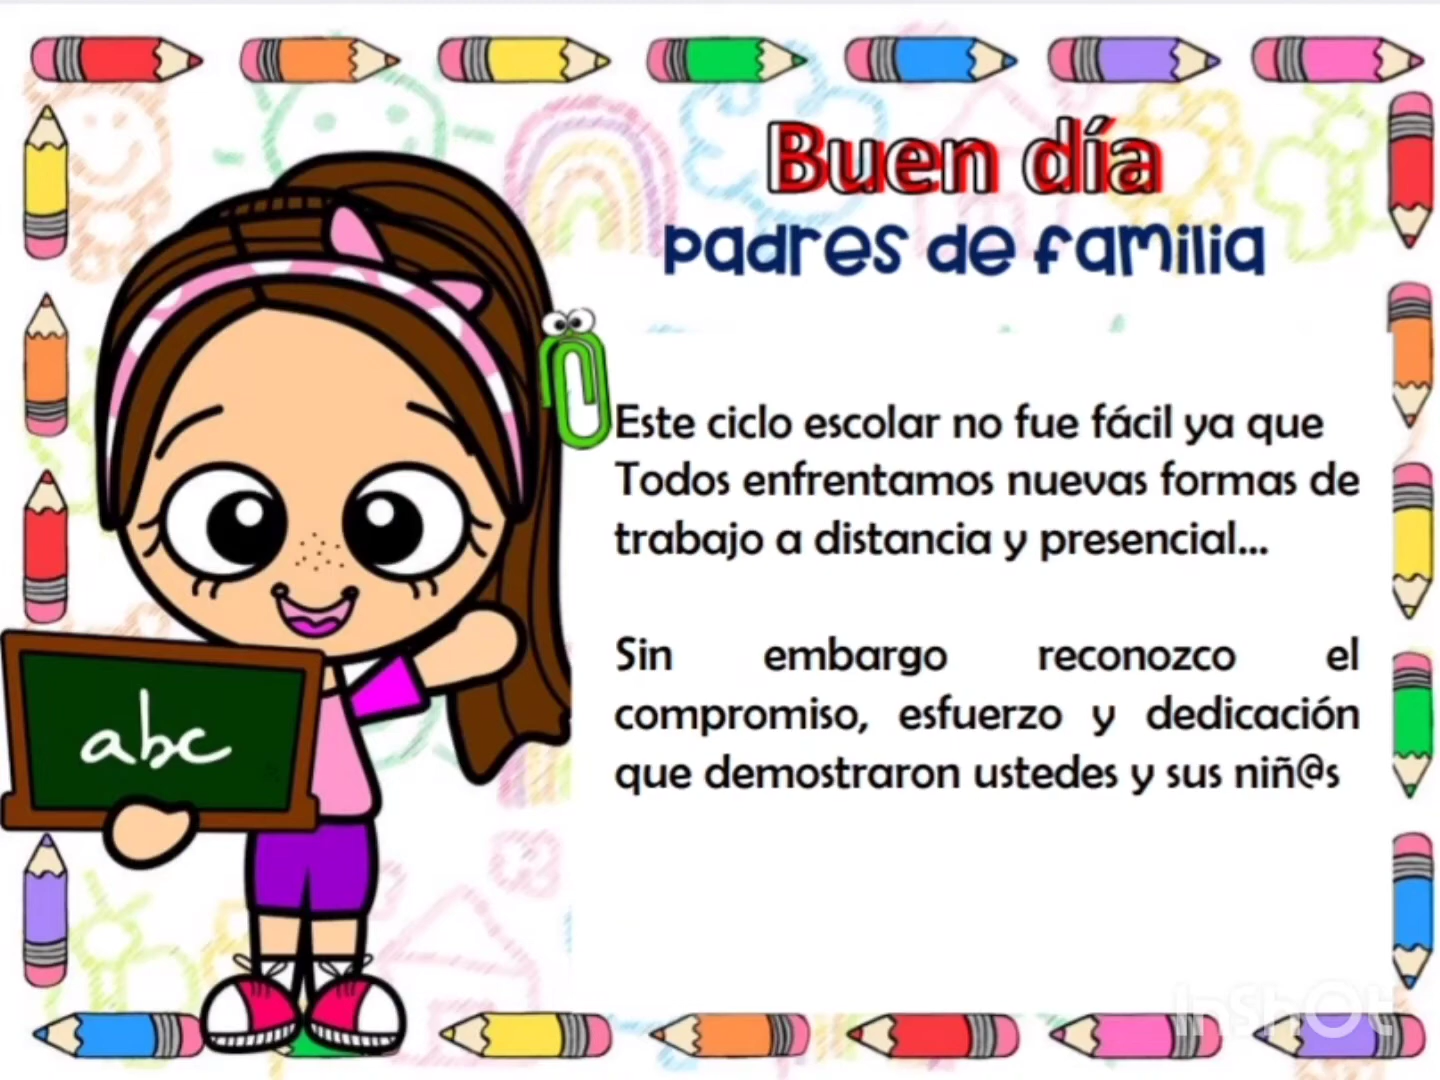 Buen día
padres de familia
Este ciclo escolar no fue fácil ya que
Todos enfrentamos nuevas formas de
trabajo a distancia y presencial...
Sin embargo reconozco el
compromiso, esfuerzo y dedicación
que demostraron ustedes y sus niñ@s
abc
InShOt